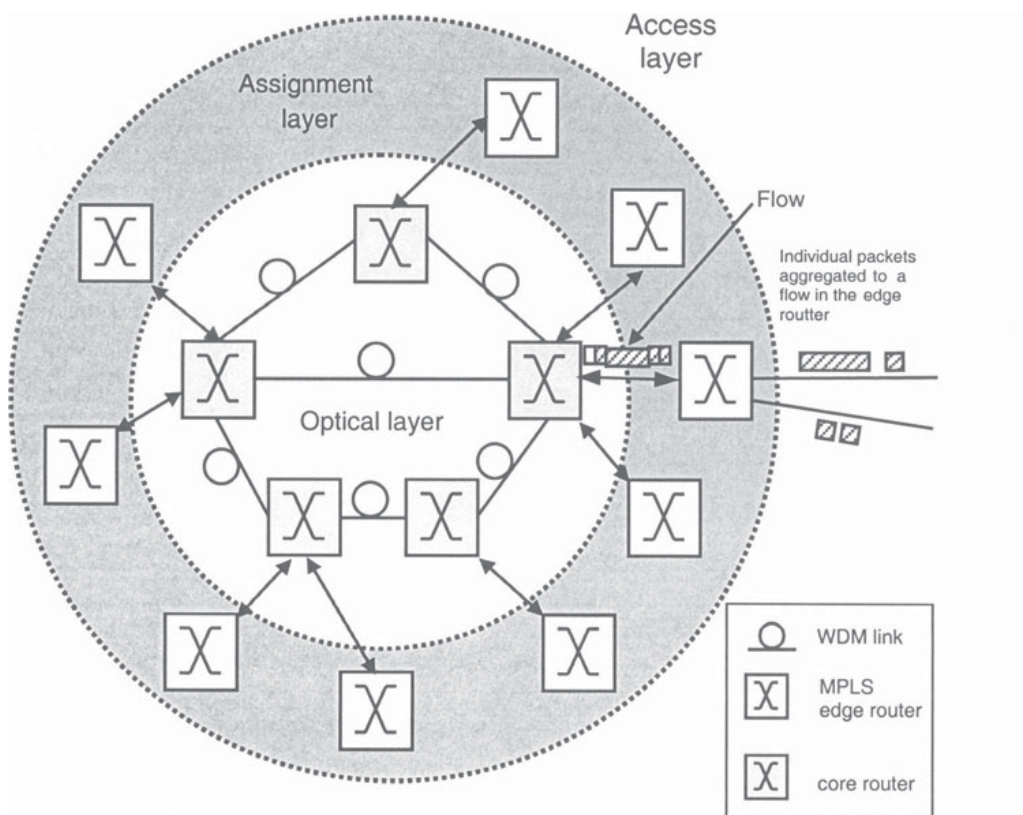 Access
layer
Assignment
layer
Flow
Individual packets
aggregated to a
flow in the edge
routter
Optical layer
WDM link
MPLS
edge router
core router